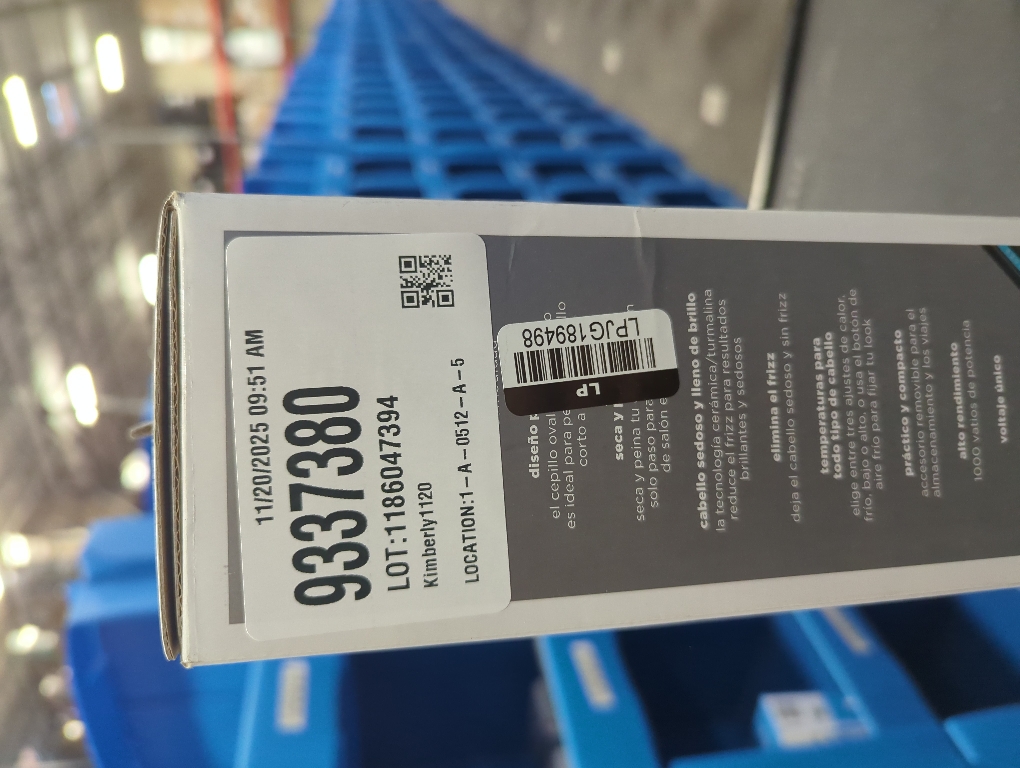 11/20/2025 09:51 AM
9337380
LOT:1186047394
Kimberly1120
LOCATION:1-A-0512-A-5
LP
LPJG189498
diseño
el cepillo oval
es ideal para
corto a
seca y
seca y peina tu
solo paso para
de salón
cabello sedoso y lleno de brillo
la tecnología cerámica/turmalina
reduce el frizz para resultados
brillantes y sedosos
elimina el frizz
deja el cabello sedoso y sin frizz
temperaturas para
todo tipo de cabello
elige entre tres ajustes de calor,
frío, bajo o alto, o usa el botón de
aire frío para fijar tu look
práctico y compacto
accesorio removible para el
almacenamiento y los viajes
alto rendimiento
1000 vatios de potencia
voltaje único